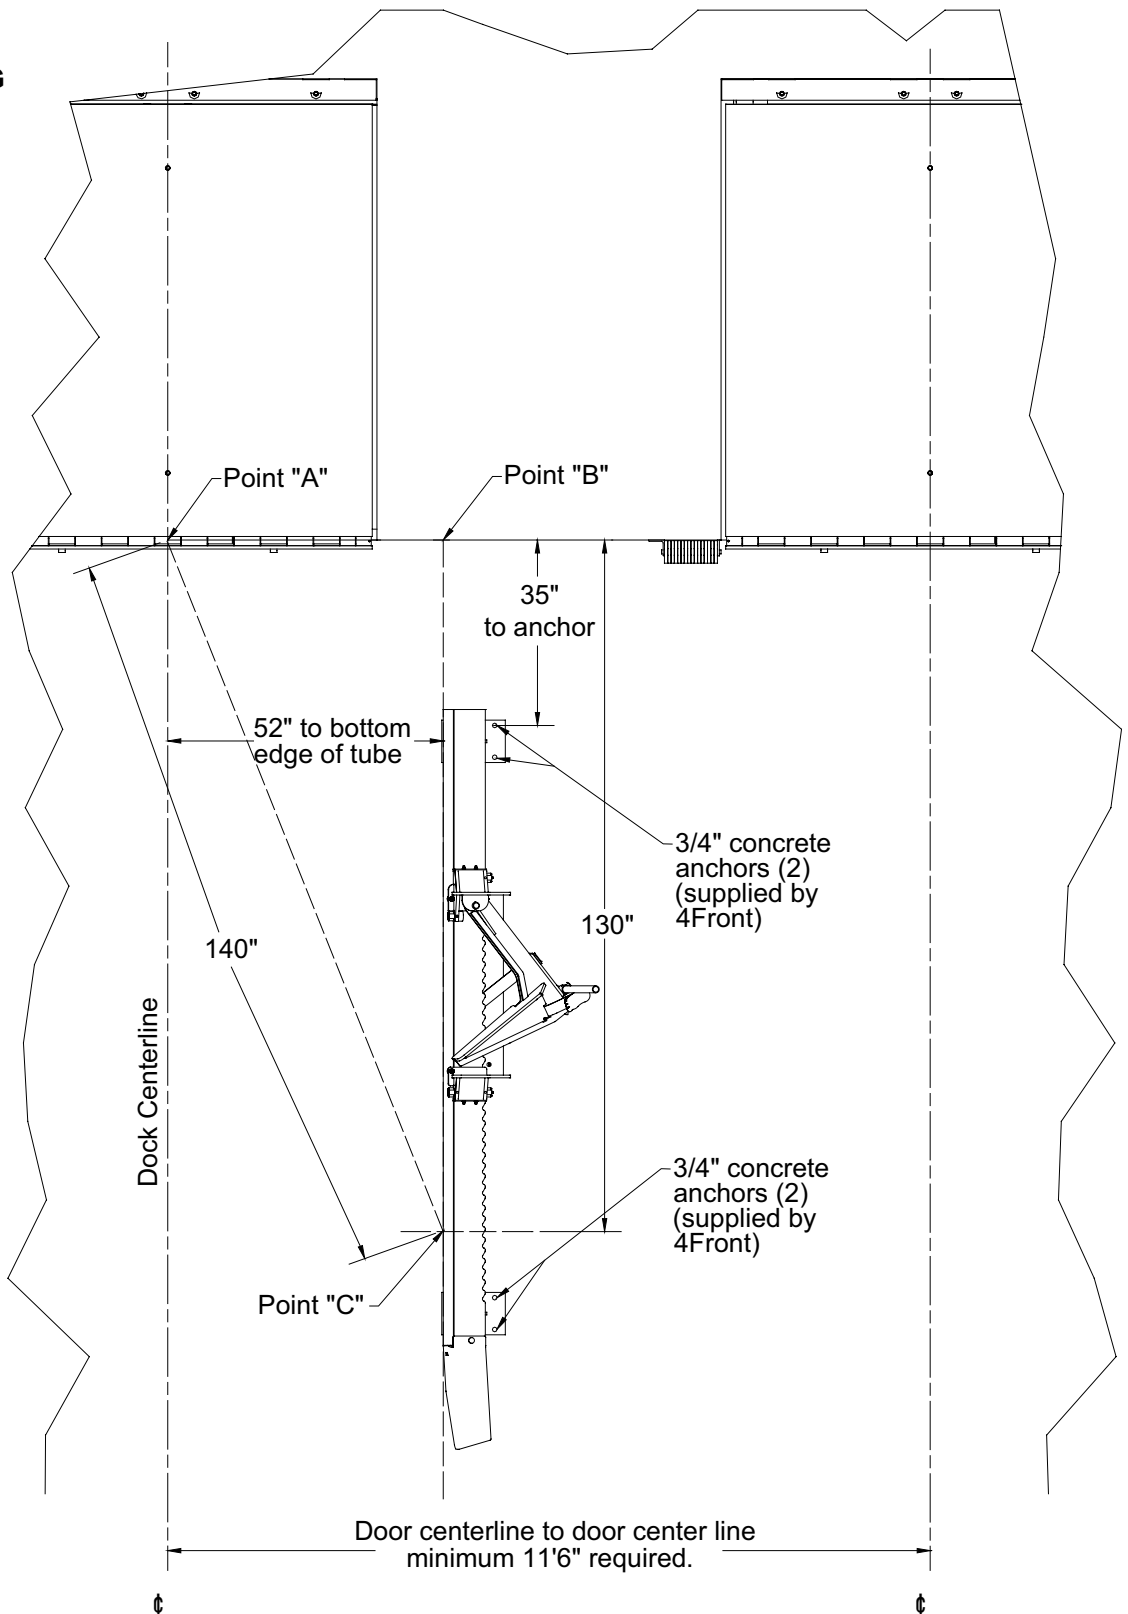 G
Point "A"
Point "B"
35"
to anchor
52" to bottom
edge of tube
3/4" concrete
anchors (2)
(supplied by
4Front)
130"
140"
Dock Centerline
3/4" concrete
anchors (2)
(supplied by
4Front)
Point "C"
Door centerline to door center line
minimum 11'6" required.
¢
¢